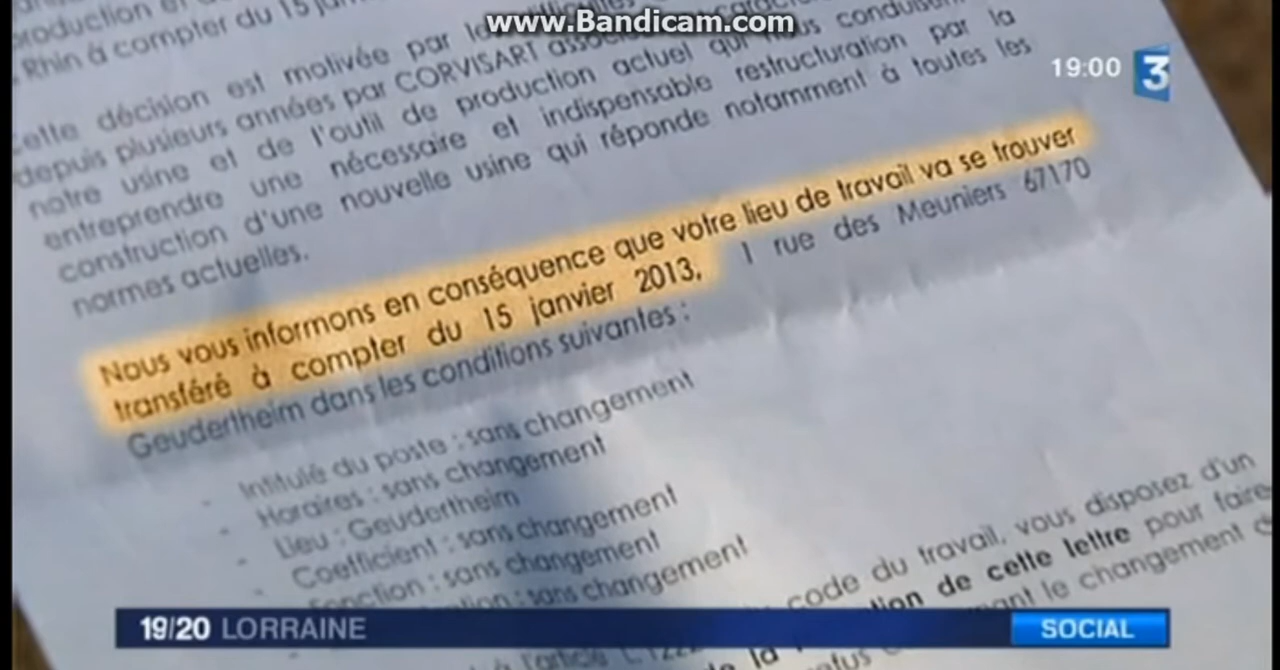 www.Bandicam.com
19:00 3
production et
Rhin à compter du 15
cette décision est motivée par
depuis plusieurs années par CORVISART
notre usine et de l'outil de production actuel qui nous conduisent
entreprendre une nécessaire et indispensable restructuration par la
construction d'une nouvelle usine qui réponde notamment à toutes les
normes actuelles.
Nous vous informons en conséquence que votre lieu de travail va se trouver
transféré à compter du 15 janvier 2013, 1 rue des Meuniers 67170
Geudertheim dans les conditions suivantes :
- Intitulé du poste : sans changement
- Horaires : sans changement
- Lieu : Geudertheim
- Coefficient : sans changement
- Fonction : sans changement
: sans changement
à l'article L 1222 code du travail, vous disposez d'un
de la de cette lettre pour faire
le changement
19/20 LORRAINE
SOCIAL